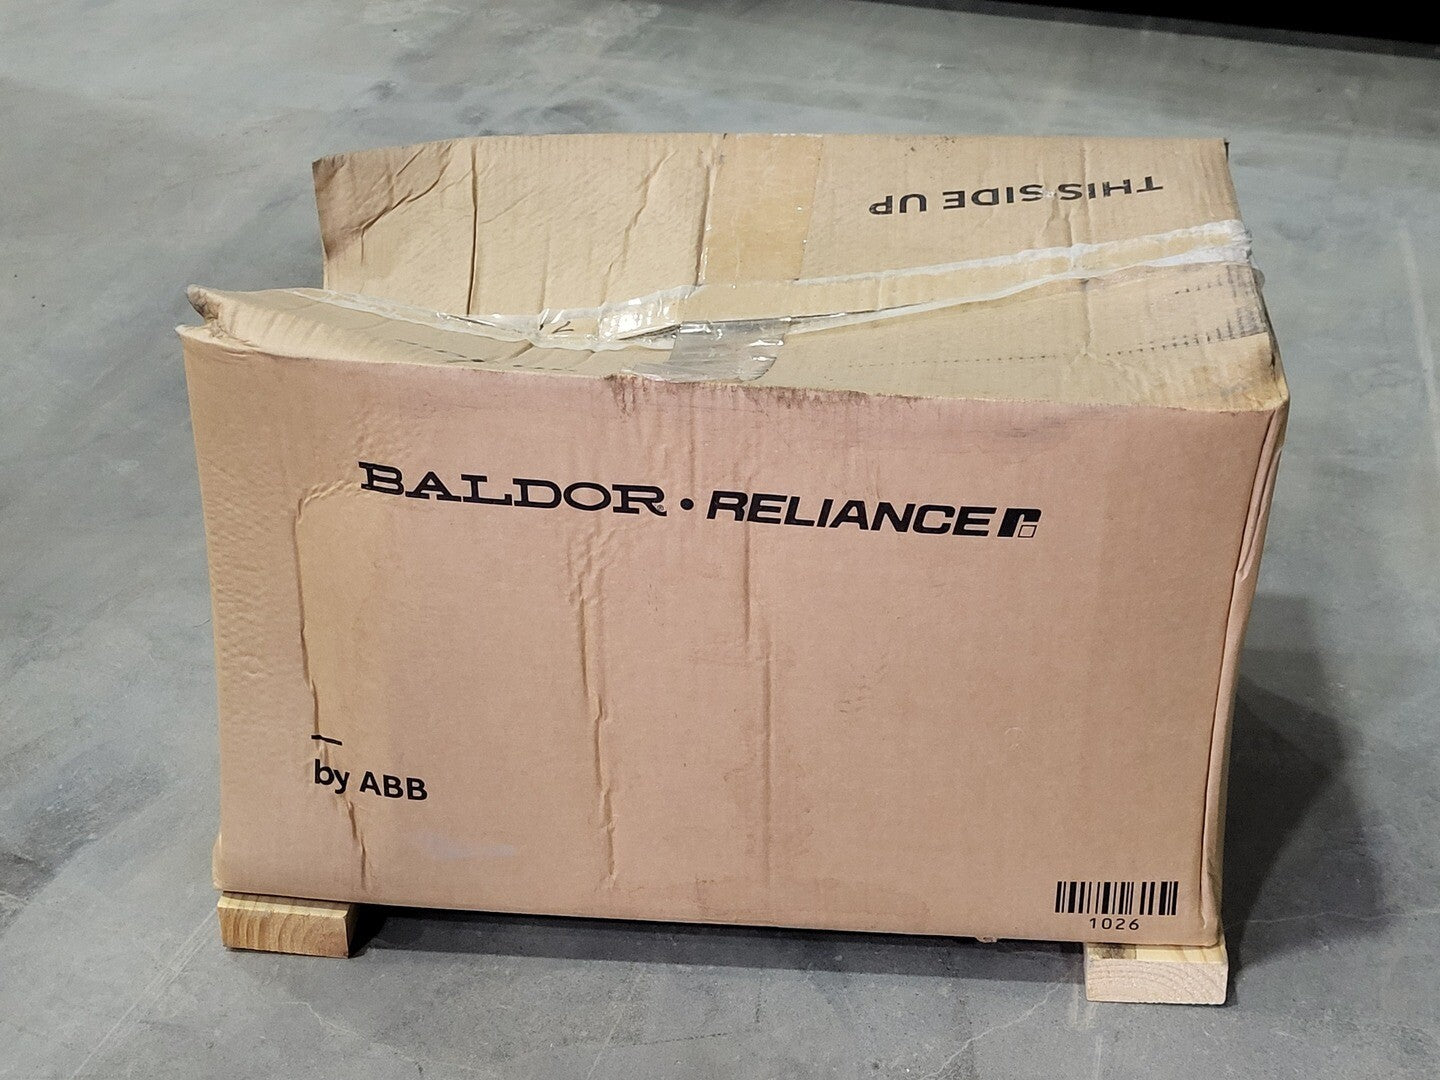 THIS SIDE UP
BALDOR • RELIANCE
by ABB
1026